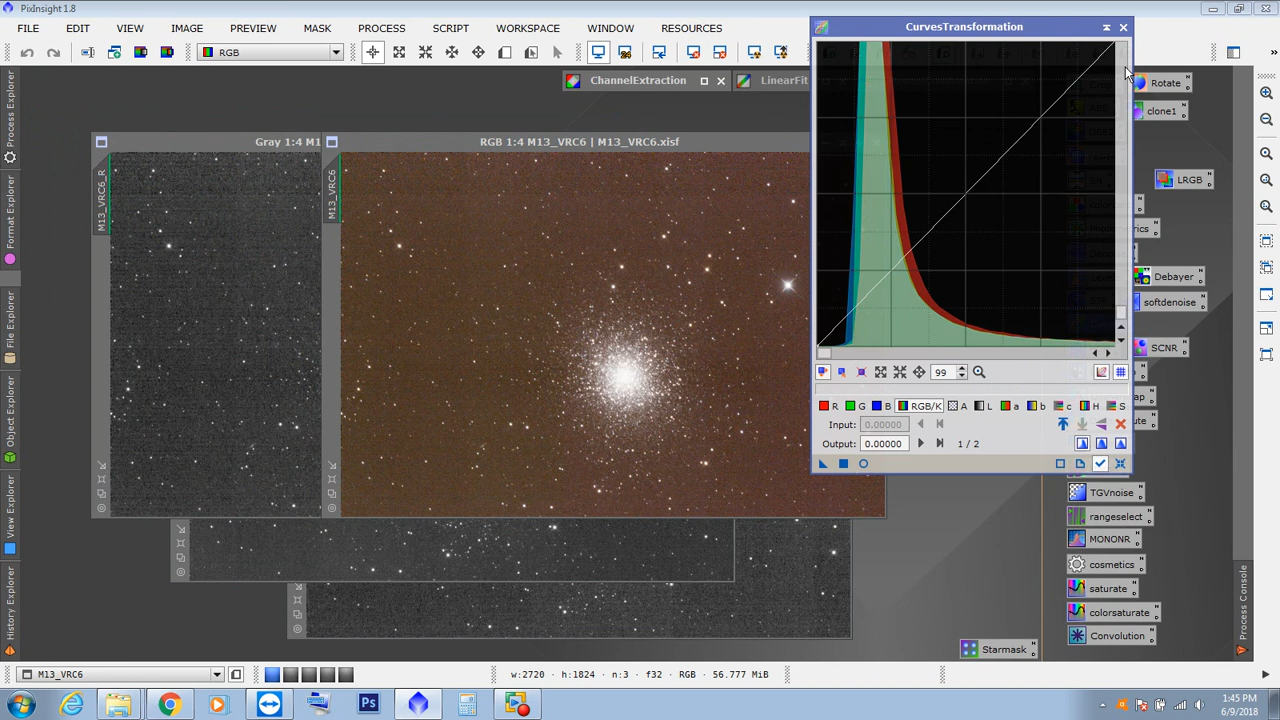 PixInsight 1.8
FILE EDIT VIEW IMAGE PREVIEW MASK PROCESS SCRIPT WORKSPACE WINDOW RESOURCES
RGB
CurvesTransformation
ChannelExtraction
LinearFit
Rotate
clone1
LRGB
Debayer
softdenoise
SCNR
TGVnoise
rangeselect
MONONR
cosmetics
saturate
colorsaturate
Convolution
Starmask
Process Explorer
Format Explorer
File Explorer
Object Explorer
View Explorer
History Explorer
Process Console
Gray 1:4 M1
M13_VRC6_R
RGB 1:4 M13_VRC6 | M13_VRC6.xisf
M13_VRC6
99
R G B RGB/K A L a b c H S
Input: 0.00000
Output: 0.00000 1 / 2
M13_VRC6
w:2720 h:1824 n:3 f32 RGB 56.777 MiB
Ps
1:45 PM
6/9/2018